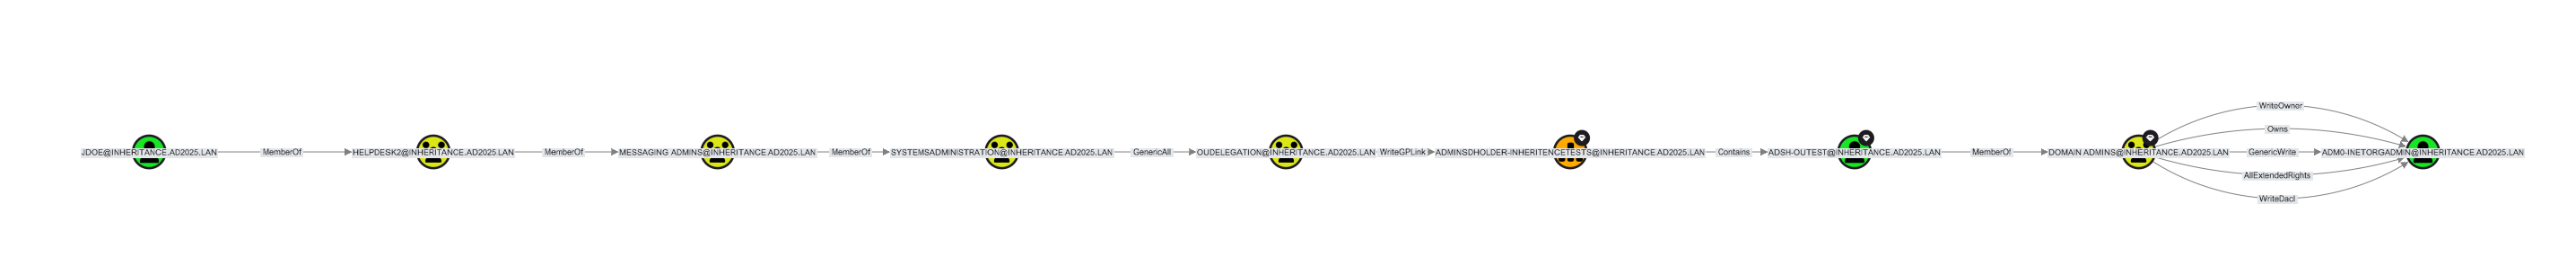 JDOE@INHERITANCE.AD2025.LAN
MemberOf
HELPDESK2@INHERITANCE.AD2025.LAN
MemberOf
MESSAGING ADMINS@INHERITANCE.AD2025.LAN
MemberOf
SYSTEMSADMINISTRATION@INHERITANCE.AD2025.LAN
GenericAll
OUDELEGATION@INHERITANCE.AD2025.LAN
WriteGPLink
ADMINSDHOLDER-INHERITENCETESTS@INHERITANCE.AD2025.LAN
Contains
ADSH-OUTEST@INHERITANCE.AD2025.LAN
MemberOf
DOMAIN ADMINS@INHERITANCE.AD2025.LAN
WriteOwner
Owns
GenericWrite
AllExtendedRights
WriteDacl
ADM0-INETORGADMIN@INHERITANCE.AD2025.LAN